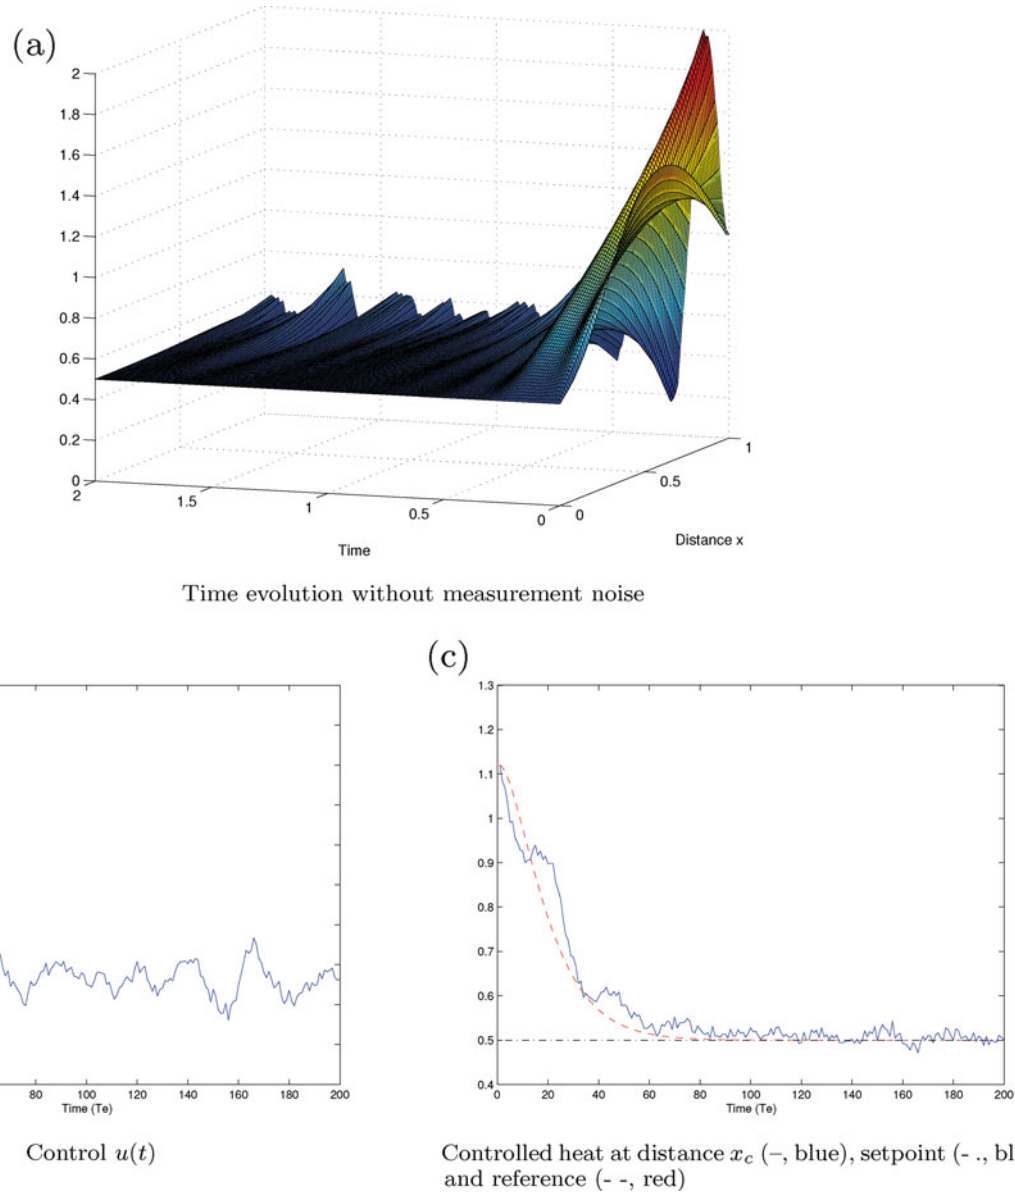 (a)
2
1.8
1.6
1.4
1.2
1
0.8
0.6
0.4
0.2
0
2
1.5
1
0.5
0
0
0.5
1
Time
Distance x
Time evolution without measurement noise
80 100 120 140 160 180 200
Time (Te)
Control u(t)
(c)
1.3
1.2
1.1
1
0.9
0.8
0.7
0.6
0.5
0.4
0 20 40 60 80 100 120 140 160 180 200
Time (Te)
Controlled heat at distance x_c (–, blue), setpoint (- ., bl
and reference (- -, red)